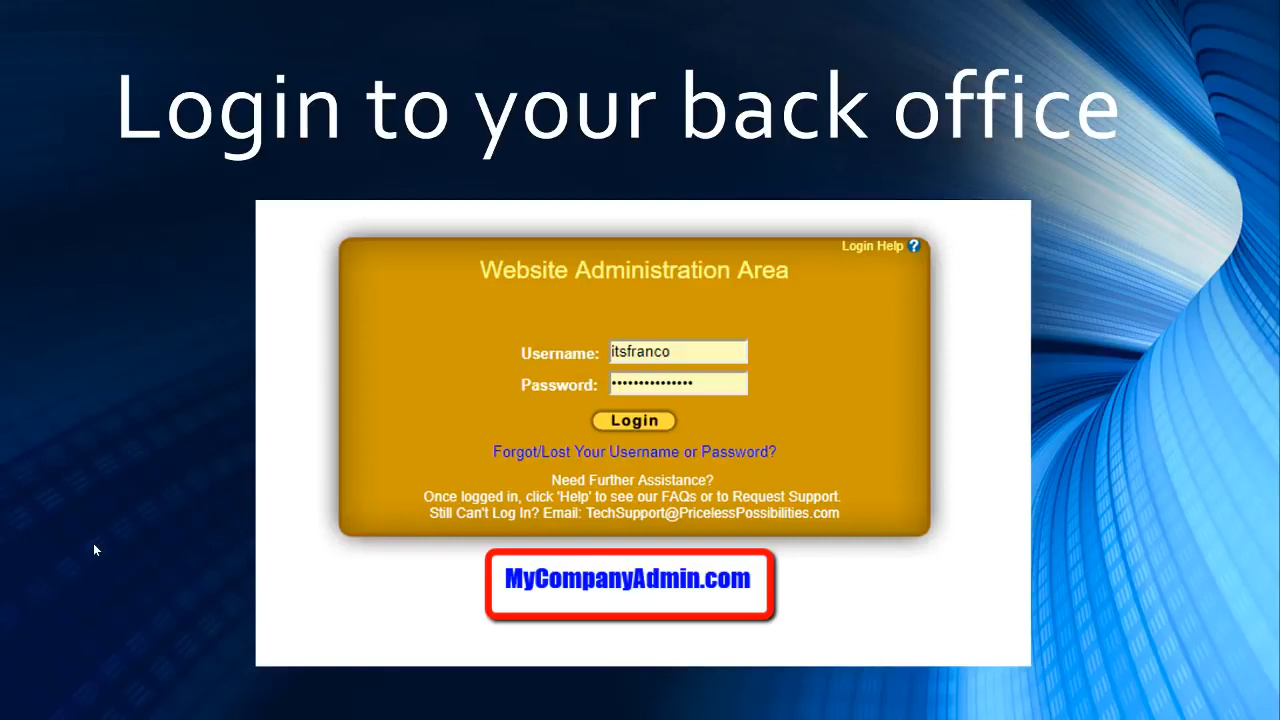 Login to your back office
Login Help ?
Website Administration Area
Username: itsfranco
Password: •••••••••••••••
Login
Forgot/Lost Your Username or Password?
Need Further Assistance?
Once logged in, click 'Help' to see our FAQs or to Request Support.
Still Can't Log In? Email: TechSupport@PricelessPossibilities.com
MyCompanyAdmin.com